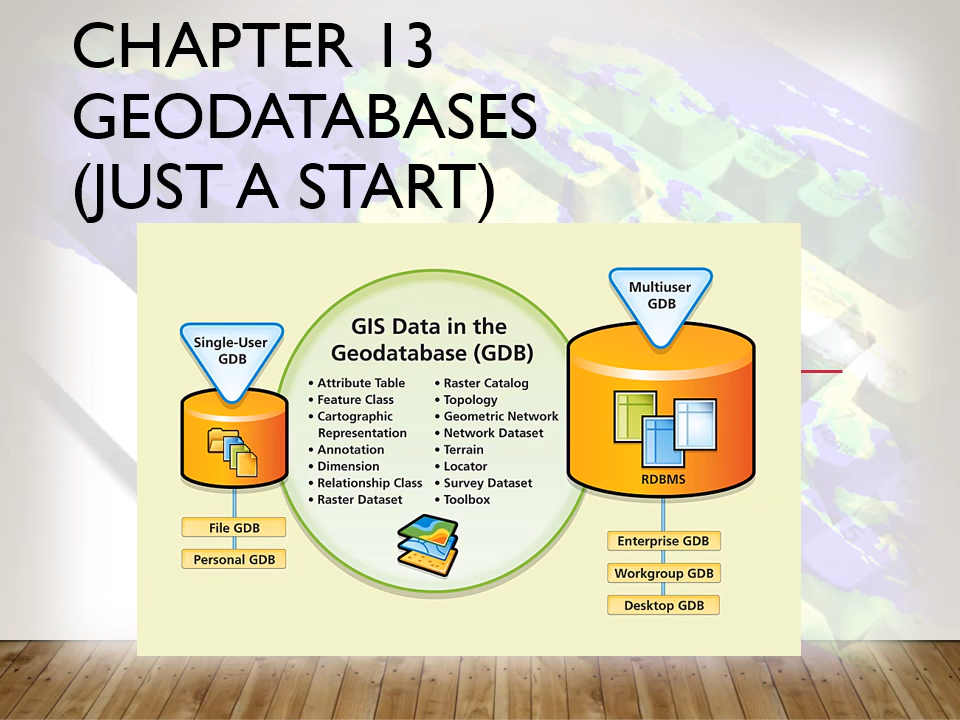 CHAPTER 13
GEODATABASES
(JUST A START)
Single-User
GDB
File GDB
Personal GDB
GIS Data in the
Geodatabase (GDB)
• Attribute Table
• Feature Class
• Cartographic
Representation
• Annotation
• Dimension
• Relationship Class
• Raster Dataset
• Raster Catalog
• Topology
• Geometric Network
• Network Dataset
• Terrain
• Locator
• Survey Dataset
• Toolbox
Multiuser
GDB
RDBMS
Enterprise GDB
Workgroup GDB
Desktop GDB